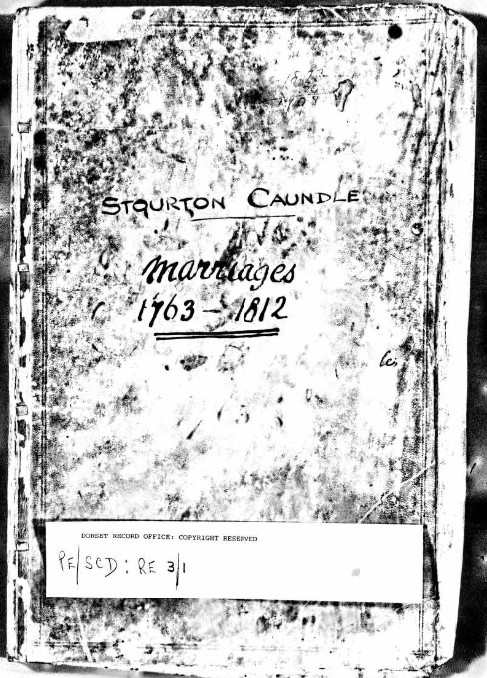 STOURTON CAUNDLE
Marriages
1763 - 1812
DORSET RECORD OFFICE: COPYRIGHT RESERVED
PE/SCD: RE 3/1